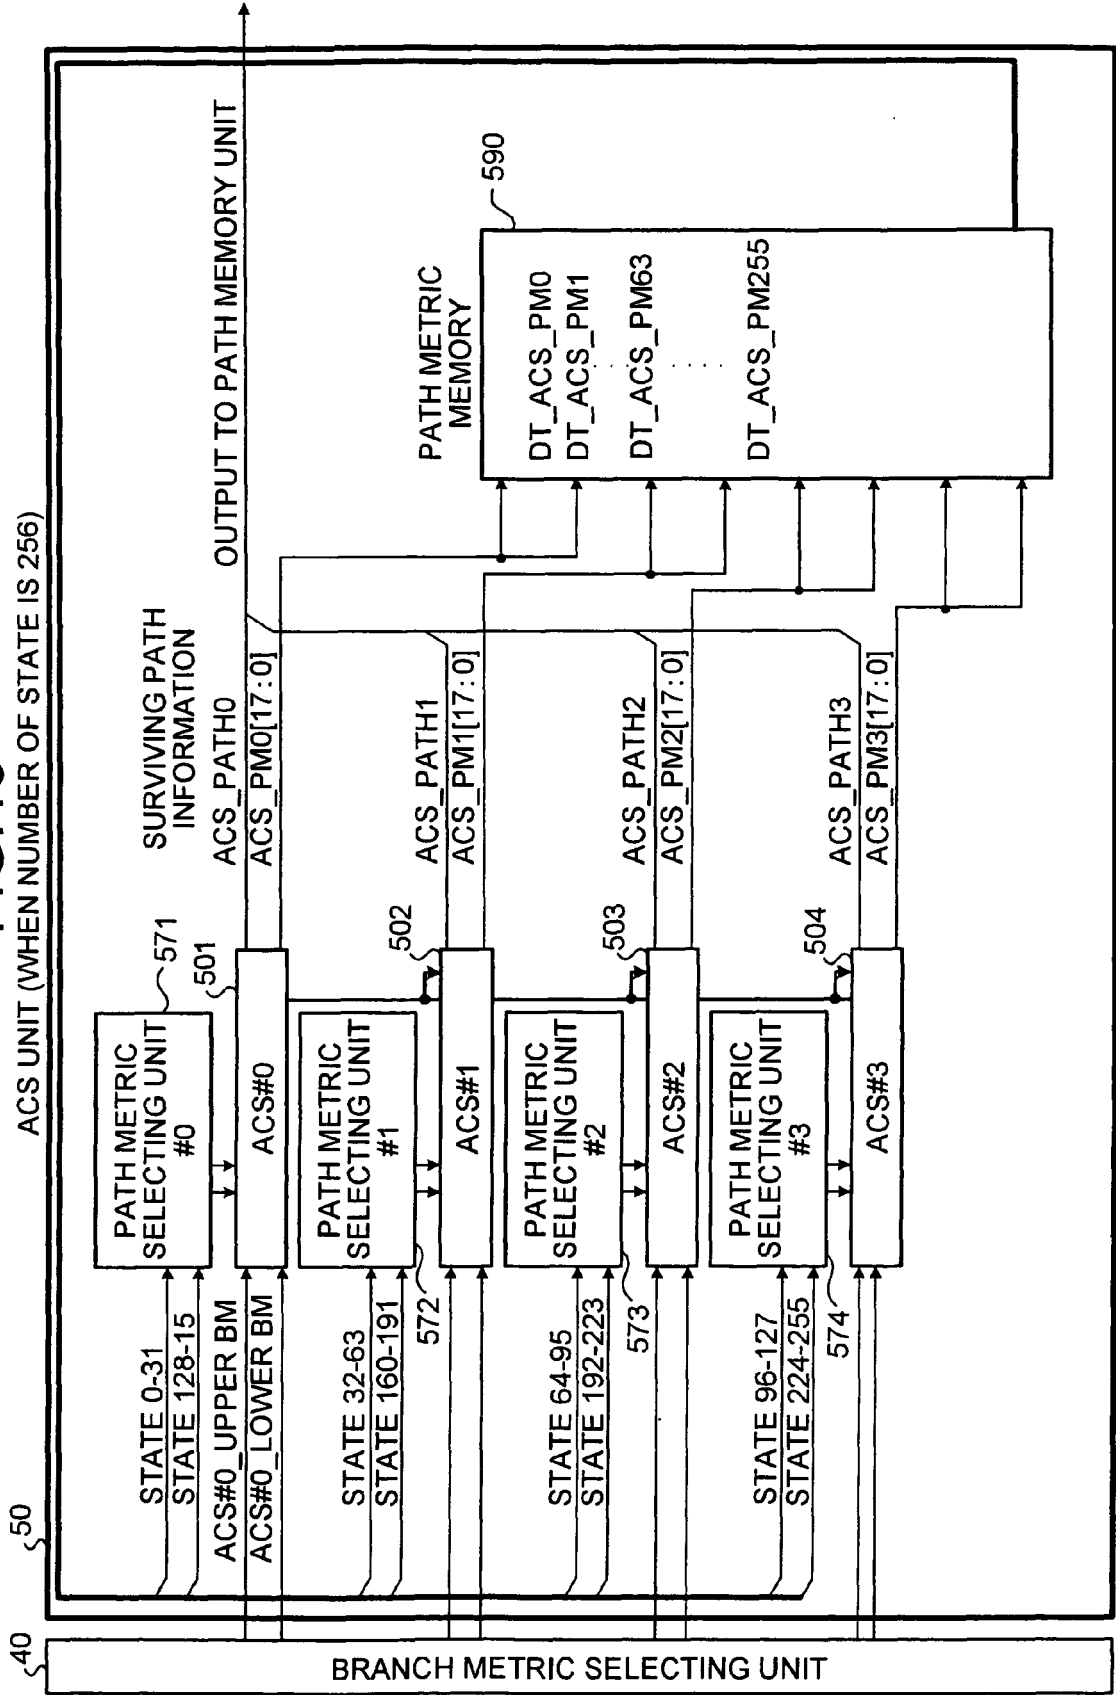 ACS UNIT (WHEN NUMBER OF STATE IS 256)
50
40
BRANCH METRIC SELECTING UNIT
OUTPUT TO PATH MEMORY UNIT
SURVIVING PATH
INFORMATION
PATH METRIC
MEMORY
590
DT_ACS_PM0
DT_ACS_PM1
DT_ACS_PM63
DT_ACS_PM255
STATE 0-31
STATE 128-15
ACS#0_UPPER BM
ACS#0_LOWER BM
PATH METRIC
SELECTING UNIT
#0
571
501
ACS#0
ACS_PATH0
ACS_PM0[17:0]
STATE 32-63
STATE 160-191
572
PATH METRIC
SELECTING UNIT
#1
502
ACS#1
ACS_PATH1
ACS_PM1[17:0]
STATE 64-95
STATE 192-223
573
PATH METRIC
SELECTING UNIT
#2
503
ACS#2
ACS_PATH2
ACS_PM2[17:0]
STATE 96-127
STATE 224-255
574
PATH METRIC
SELECTING UNIT
#3
504
ACS#3
ACS_PATH3
ACS_PM3[17:0]